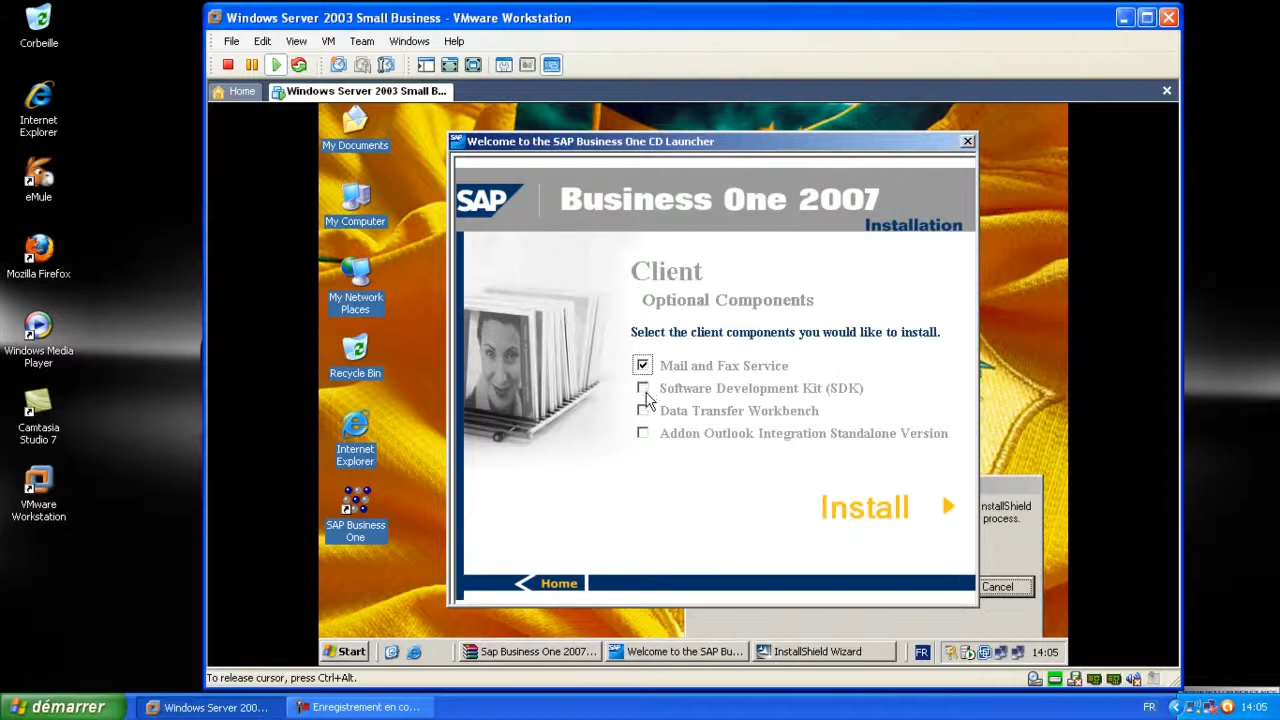 Corbeille
Internet
Explorer
eMule
Mozilla Firefox
Windows Media
Player
Camtasia
Studio 7
VMware
Workstation
Windows Server 2003 Small Business - VMware Workstation
File Edit View VM Team Windows Help
Home Windows Server 2003 Small B...
My Documents
My Computer
My Network
Places
Recycle Bin
Internet
Explorer
SAP Business
One
Welcome to the SAP Business One CD Launcher
SAP Business One 2007
Installation
Client
Optional Components
Select the client components you would like to install.
Mail and Fax Service
Software Development Kit (SDK)
Data Transfer Workbench
Addon Outlook Integration Standalone Version
Install
Home
nstallShield
process.
Cancel
Start Sap Business One 2007... Welcome to the SAP Bu... InstallShield Wizard FR 14:05
To release cursor, press Ctrl+Alt.
démarrer Windows Server 200... Enregistrement en co... FR 14:05